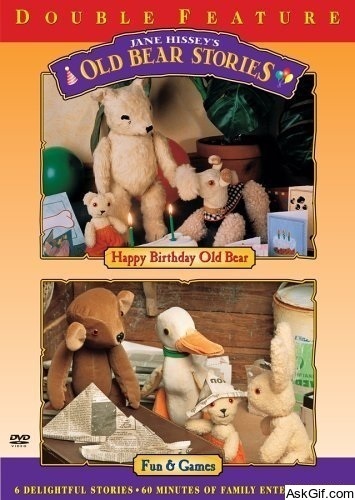 DOUBLE FEATURE
JANE HISSEY'S
OLD BEAR STORIES
Happy Birthday Old Bear
DVD
VIDEO
Fun & Games
6 DELIGHTFUL STORIES • 60 MINUTES OF FAMILY ENTE
AskGif.com